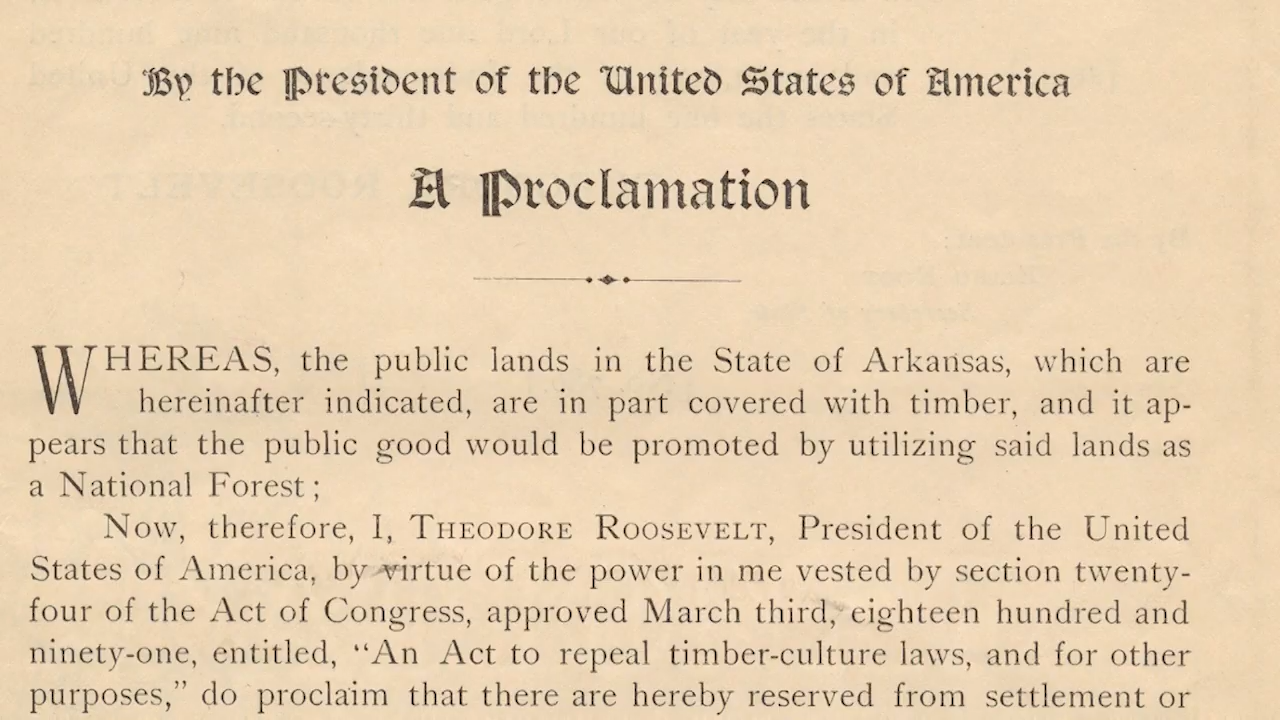 By the President of the United States of America
A Proclamation
WHEREAS, the public lands in the State of Arkansas, which are
hereinafter indicated, are in part covered with timber, and it ap-
pears that the public good would be promoted by utilizing said lands as
a National Forest;
Now, therefore, I, THEODORE ROOSEVELT, President of the United
States of America, by virtue of the power in me vested by section twenty-
four of the Act of Congress, approved March third, eighteen hundred and
ninety-one, entitled, “An Act to repeal timber-culture laws, and for other
purposes,” do proclaim that there are hereby reserved from settlement or